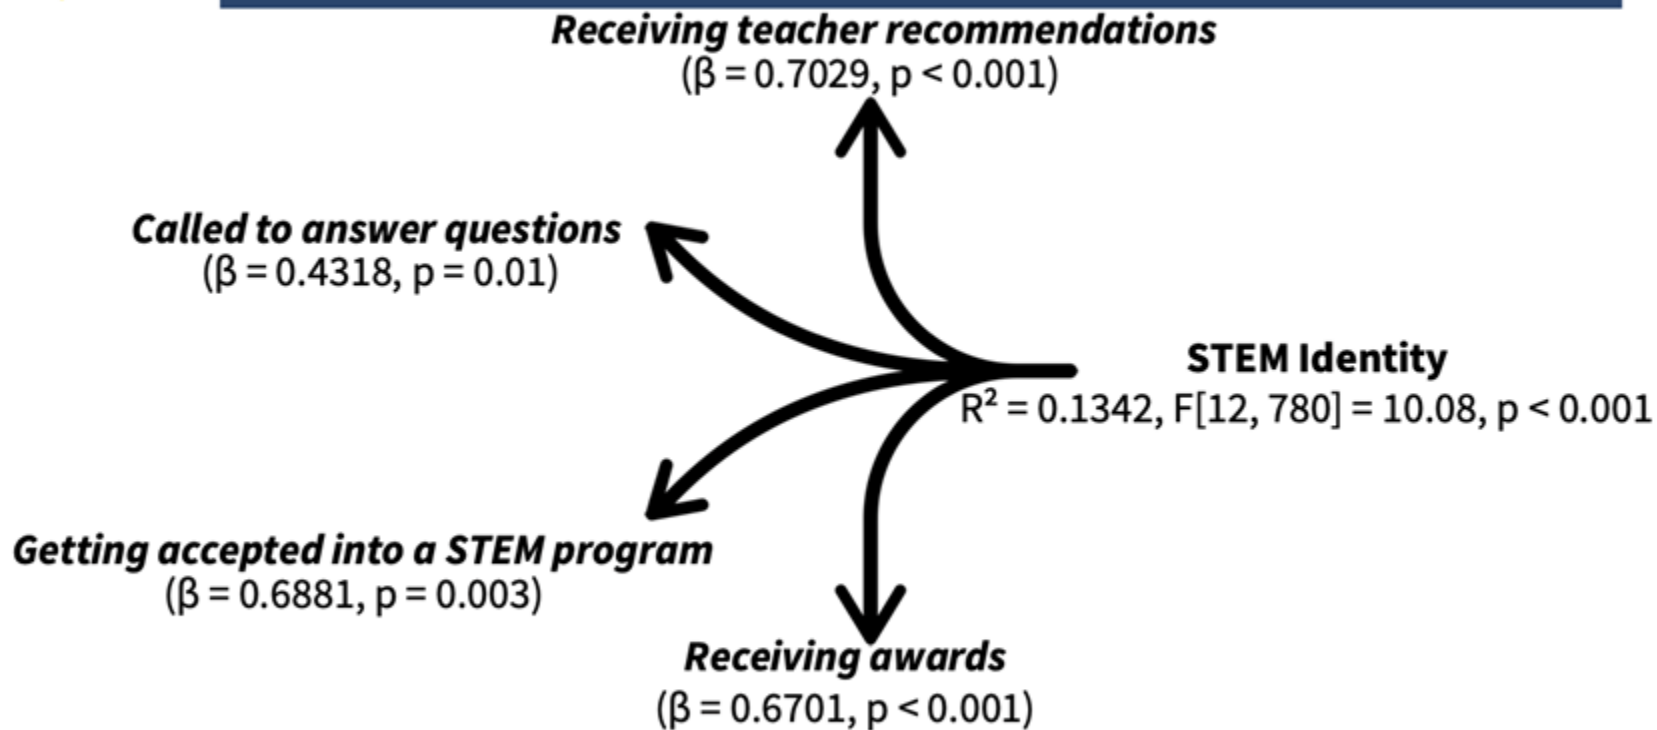 Receiving teacher recommendations
(β = 0.7029, p < 0.001)
Called to answer questions
(β = 0.4318, p = 0.01)
STEM Identity
R² = 0.1342, F[12, 780] = 10.08, p < 0.001
Getting accepted into a STEM program
(β = 0.6881, p = 0.003)
Receiving awards
(β = 0.6701, p < 0.001)